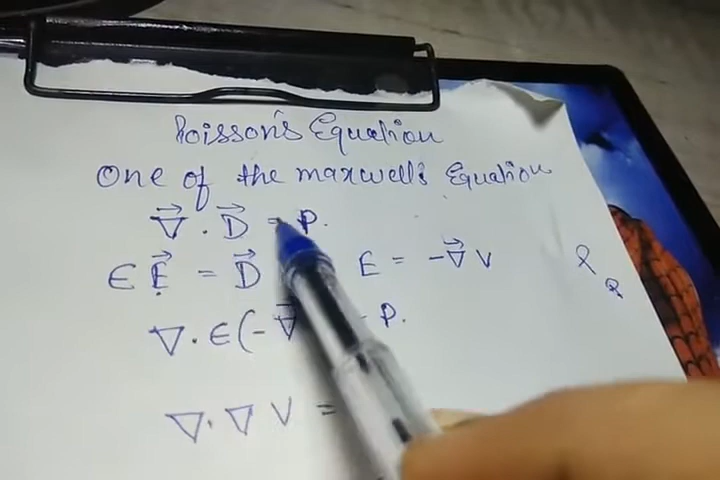 Poisson's Equation
One of the maxwell's Equation
∇⃗ . D⃗ = P.
∈ E⃗ = D⃗ E = -∇⃗ V
∇ . ∈ (-∇⃗ - P.
∇ . ∇ V =